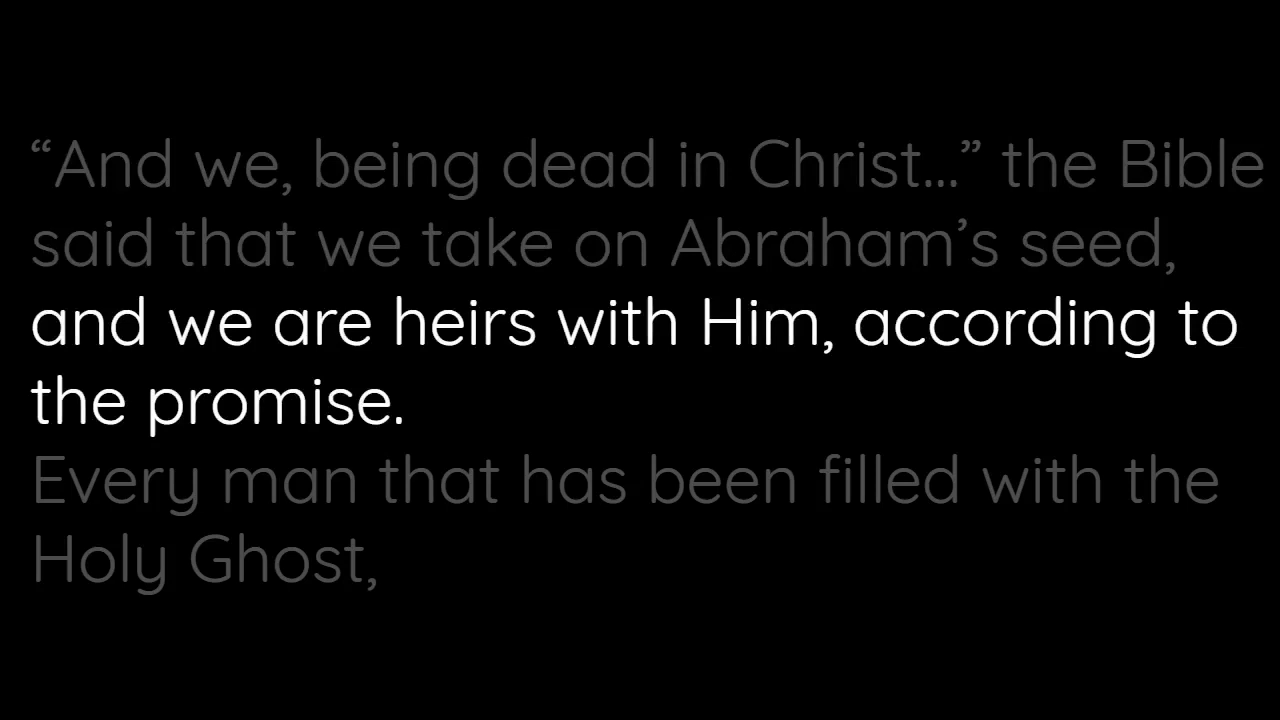 “And we, being dead in Christ...” the Bible
said that we take on Abraham’s seed,
and we are heirs with Him, according to
the promise.
Every man that has been filled with the
Holy Ghost,